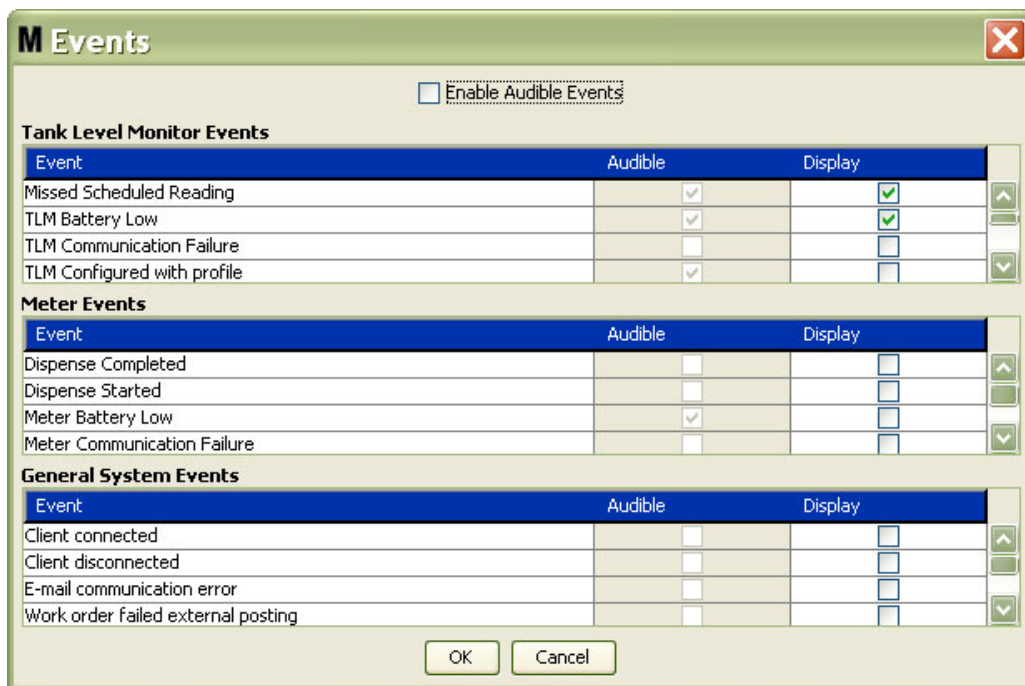 M Events
Enable Audible Events
Tank Level Monitor Events
Event Audible Display
Missed Scheduled Reading
TLM Battery Low
TLM Communication Failure
TLM Configured with profile
Meter Events
Event Audible Display
Dispense Completed
Dispense Started
Meter Battery Low
Meter Communication Failure
General System Events
Event Audible Display
Client connected
Client disconnected
E-mail communication error
Work order failed external posting
OK Cancel